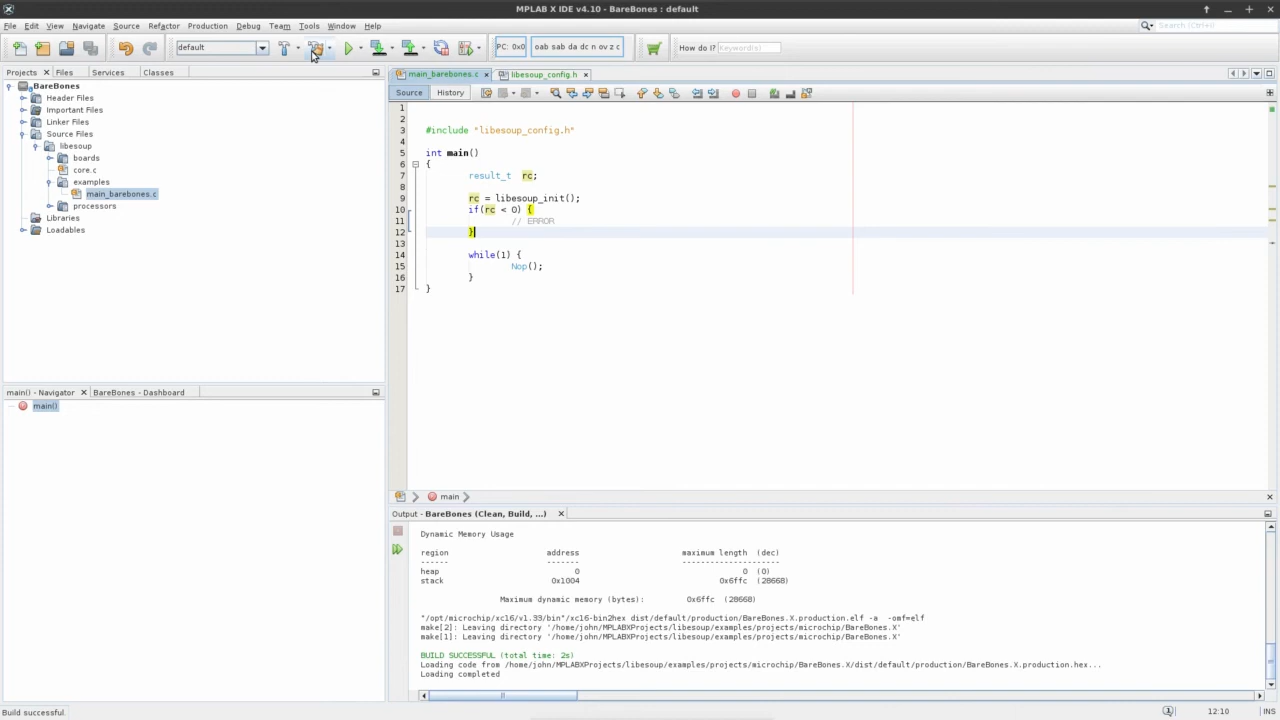 MPLAB X IDE v4.10 - BareBones : default
File Edit View Navigate Source Refactor Production Debug Team Tools Window Help
Search (Ctrl+I)
default
PC: 0x0
oab sab da dc n ov z c
How do I? Keyword(s)
Projects Files Services Classes
main_barebones.c
libesoup_config.h
BareBones
Header Files
Important Files
Linker Files
Source Files
libesoup
boards
core.c
examples
main_barebones.c
processors
Libraries
Loadables
Source History
1
2
3 #include "libesoup_config.h"
4
5 int main()
6 {
7 result_t rc;
8
9 rc = libesoup_init();
10 if(rc < 0) {
11 // ERROR
12 }
13
14 while(1) {
15 Nop();
16 }
17 }
main
main() - Navigator BareBones - Dashboard
main()
Output - BareBones (Clean, Build, ...)
Dynamic Memory Usage
region address maximum length (dec)
------ ------- ---------------------
heap 0 0 (0)
stack 0x1004 0x6ffc (28668)
Maximum dynamic memory (bytes): 0x6ffc (28668)
"/opt/microchip/xc16/v1.33/bin"/xc16-bin2hex dist/default/production/BareBones.X.production.elf -a -omf=elf
make[2]: Leaving directory '/home/john/MPLABXProjects/libesoup/examples/projects/microchip/BareBones.X'
make[1]: Leaving directory '/home/john/MPLABXProjects/libesoup/examples/projects/microchip/BareBones.X'
BUILD SUCCESSFUL (total time: 2s)
Loading code from /home/john/MPLABXProjects/libesoup/examples/projects/microchip/BareBones.X/dist/default/production/BareBones.X.production.hex...
Loading completed
Build successful.
1
12:10
INS